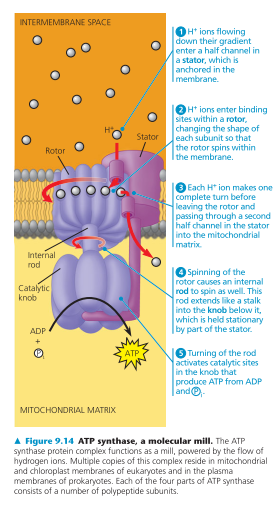 INTERMEMBRANE SPACE
1 H+ ions flowing
down their gradient
enter a half channel in
a stator, which is
anchored in the
membrane.
2 H+ ions enter binding
sites within a rotor,
changing the shape of
each subunit so that
the rotor spins within
the membrane.
H+
Stator
Rotor
3 Each H+ ion makes one
complete turn before
leaving the rotor and
passing through a second
half channel in the stator
into the mitochondrial
matrix.
Internal
rod
Catalytic
knob
4 Spinning of the
rotor causes an internal
rod to spin as well. This
rod extends like a stalk
into the knob below it,
which is held stationary
by part of the stator.
ADP
+
Pi
ATP
5 Turning of the rod
activates catalytic sites
in the knob that
produce ATP from ADP
and Pi.
MITOCHONDRIAL MATRIX
▲ Figure 9.14 ATP synthase, a molecular mill. The ATP
synthase protein complex functions as a mill, powered by the flow of
hydrogen ions. Multiple copies of this complex reside in mitochondrial
and chloroplast membranes of eukaryotes and in the plasma
membranes of prokaryotes. Each of the four parts of ATP synthase
consists of a number of polypeptide subunits.